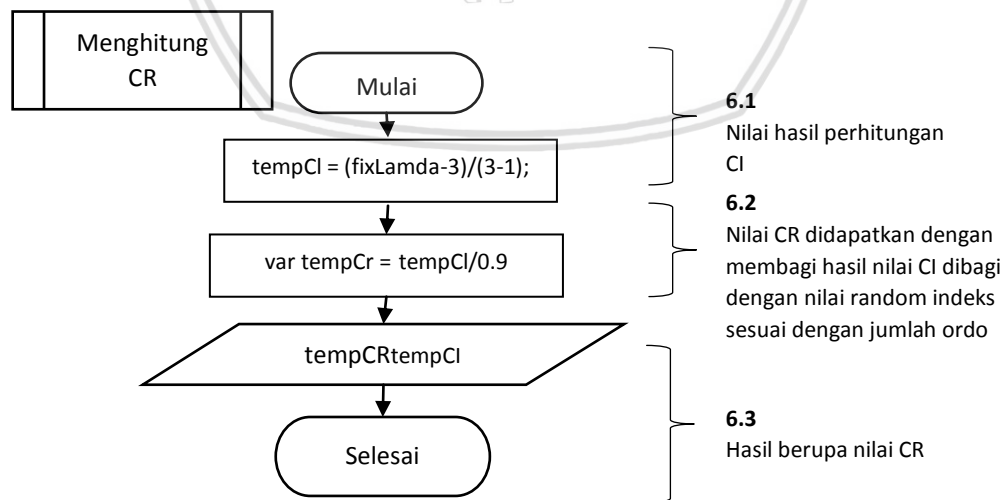 Menghitung
CR
Mulai
tempCl = (fixLamda-3)/(3-1);
var tempCr = tempCl/0.9
tempCRtempCI
Selesai
6.1
Nilai hasil perhitungan
CI
6.2
Nilai CR didapatkan dengan
membagi hasil nilai CI dibagi
dengan nilai random indeks
sesuai dengan jumlah ordo
6.3
Hasil berupa nilai CR